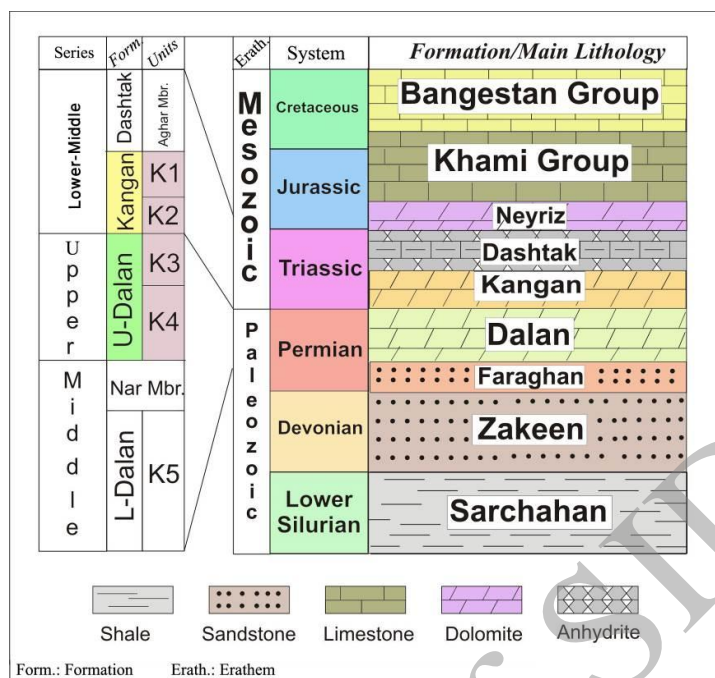 Series Form. Units Erath. System Formation/Main Lithology
Lower-Middle
Upper
Middle
Dashtak
Kangan
U-Dalan
Nar Mbr.
L-Dalan
Aghar Mbr.
K1
K2
K3
K4
K5
Mesozoic
Paleozoic
Cretaceous
Jurassic
Triassic
Permian
Devonian
Lower
Silurian
Bangestan Group
Khami Group
Neyriz
Dashtak
Kangan
Dalan
Faraghan
Zakeen
Sarchahan
Shale Sandstone Limestone Dolomite Anhydrite
Form.: Formation Erath.: Erathem